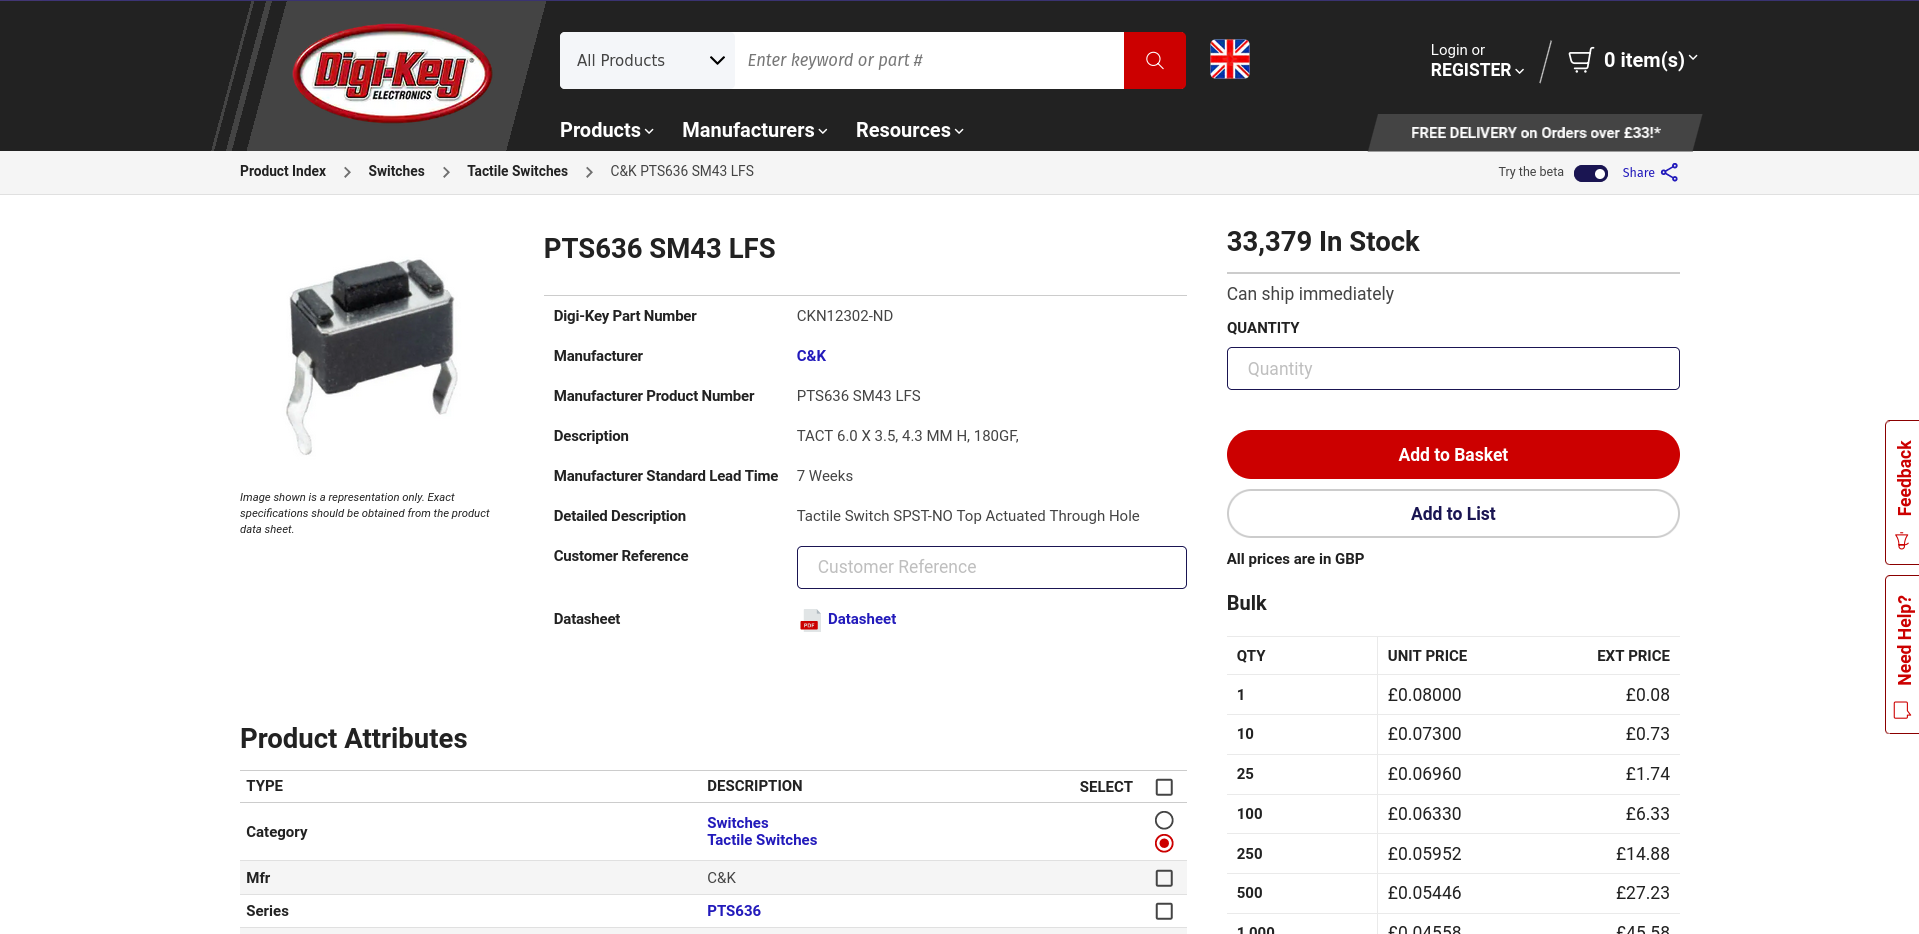 Digi-Key
ELECTRONICS
All Products
Enter keyword or part #
Login or
REGISTER
0 item(s)
Products
Manufacturers
Resources
FREE DELIVERY on Orders over £33!*
Product Index
Switches
Tactile Switches
C&K PTS636 SM43 LFS
Try the beta
Share
PTS636 SM43 LFS
Digi-Key Part Number CKN12302-ND
Manufacturer C&K
Manufacturer Product Number PTS636 SM43 LFS
Description TACT 6.0 X 3.5, 4.3 MM H, 180GF,
Manufacturer Standard Lead Time 7 Weeks
Detailed Description Tactile Switch SPST-NO Top Actuated Through Hole
Customer Reference Customer Reference
Datasheet PDF Datasheet
Image shown is a representation only. Exact
specifications should be obtained from the product
data sheet.
33,379 In Stock
Can ship immediately
QUANTITY
Quantity
Add to Basket
Add to List
All prices are in GBP
Bulk
QTY UNIT PRICE EXT PRICE
1 £0.08000 £0.08
10 £0.07300 £0.73
25 £0.06960 £1.74
100 £0.06330 £6.33
250 £0.05952 £14.88
500 £0.05446 £27.23
1,000 £0.04558 £45.58
Product Attributes
TYPE DESCRIPTION SELECT
Category Switches
Tactile Switches
Mfr C&K
Series PTS636
Feedback
Need Help?